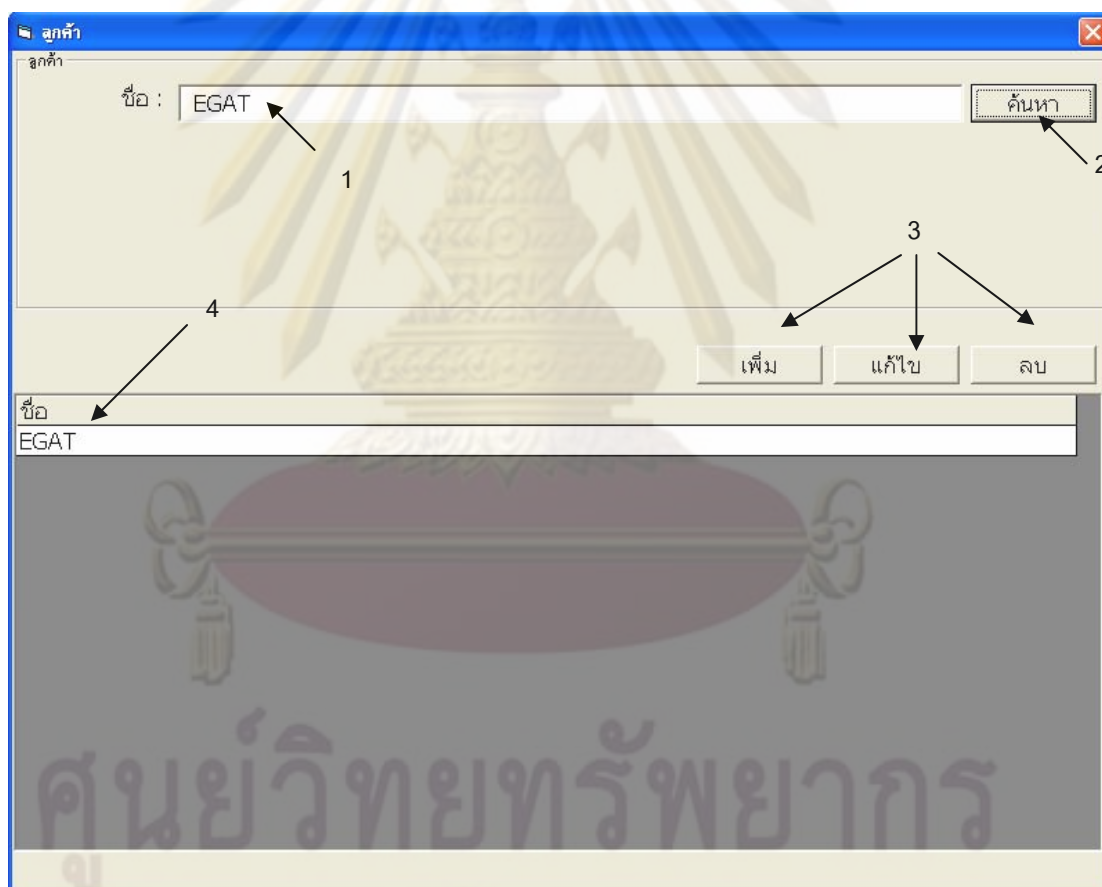 ลูกค้า
ลูกค้า
ชื่อ : EGAT ค้นหา
1
2
3
4
เพิ่ม แก้ไข ลบ
ชื่อ
EGAT
ศูนย์วิทยทรัพยากร